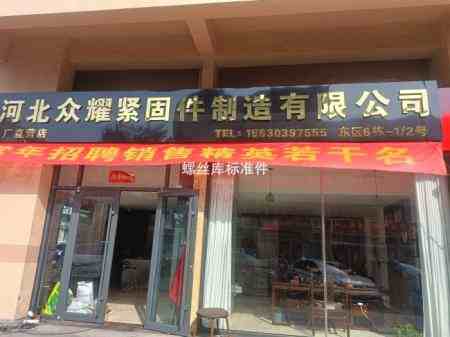 河北众耀紧固件制造有限公司
厂直营店 TEL: 15630397555 东区6栋-1/2号
常年招聘销售精英若干名
螺丝库标准件